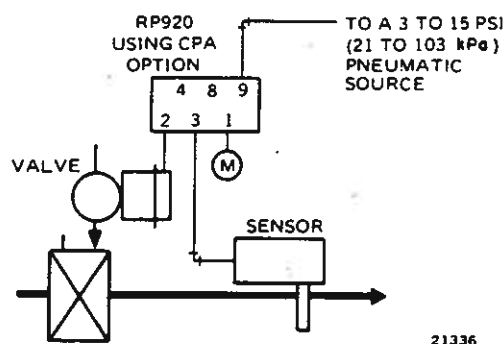 RP920
USING CPA
OPTION
TO A 3 TO 15 PSI
(21 TO 103 kPa)
PNEUMATIC
SOURCE
4 8 9
2 3 1
VALVE
M
SENSOR
21336